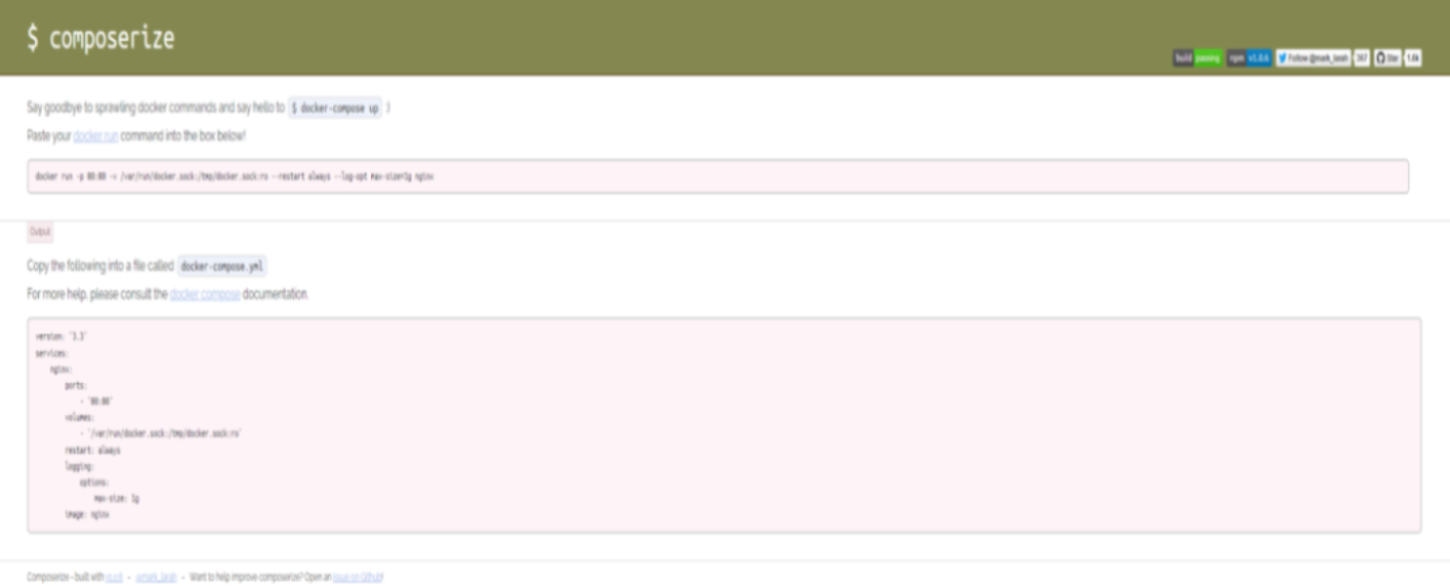 $ composerize
build passing npm v1.0.6 Follow @mark_larah 367 Star 1.6k
Say goodbye to sprawling docker commands and say hello to $ docker-compose up :)
Paste your docker run command into the box below!
docker run -p 80:80 -v /var/run/docker.sock:/tmp/docker.sock:ro --restart always --log-opt max-size=1g nginx
Output
Copy the following into a file called docker-compose.yml
For more help, please consult the docker compose documentation.
version: '3.3'
services:
nginx:
ports:
- '80:80'
volumes:
- '/var/run/docker.sock:/tmp/docker.sock:ro'
restart: always
logging:
options:
max-size: 1g
image: nginx
Composerize - built with - @mark_larah - Want to help improve composerize? Open an issue on Github!